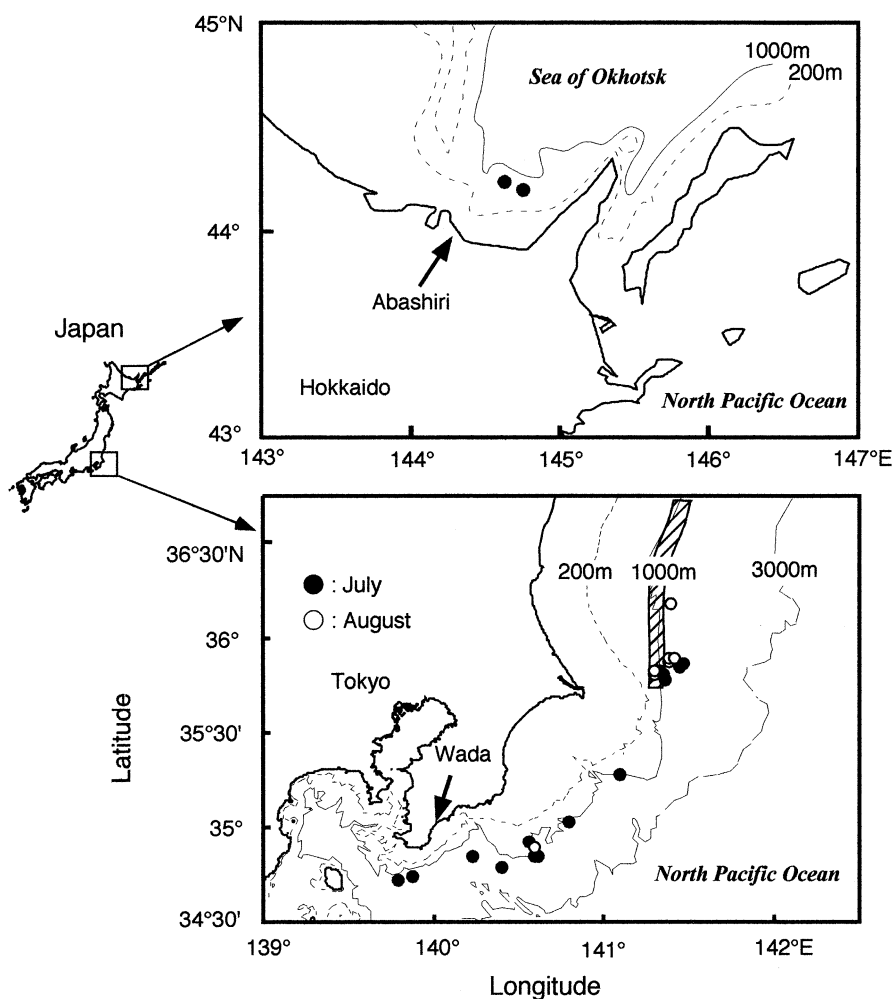 45°N
1000m
200m
Sea of Okhotsk
44°
Abashiri
Japan
Hokkaido
North Pacific Ocean
43°
143°
144°
145°
146°
147°E
36°30'N
200m
1000m
3000m
: July
: August
36°
Tokyo
35°30'
Wada
Latitude
35°
North Pacific Ocean
34°30'
139°
140°
141°
142°E
Longitude